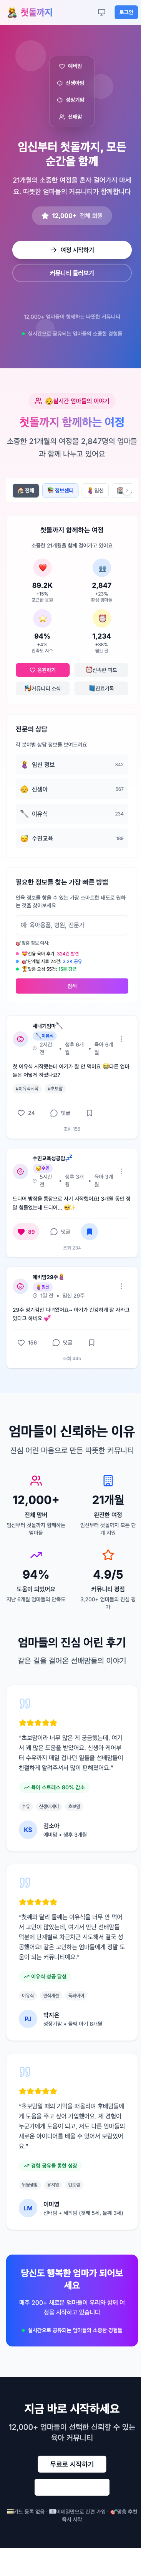 첫돌까지
로그인
예비맘
신생아맘
성장기맘
선배맘
임신부터 첫돌까지, 모든
순간을 함께
21개월의 소중한 여정을 혼자 걸어가지 마세
요. 따뜻한 엄마들의 커뮤니티가 함께합니다
12,000+ 전체 회원
여정 시작하기
커뮤니티 둘러보기
12,000+ 엄마들이 함께하는 따뜻한 커뮤니티
실시간으로 공유되는 엄마들의 소중한 경험들
실시간 엄마들의 이야기
첫돌까지 함께하는 여정
소중한 21개월의 여정을 2,847명의 엄마들
과 함께 나누고 있어요
전체
정보센터
임신
첫돌까지 함께하는 여정
소중한 21개월을 함께 걸어가고 있어요
89.2K
+15%
포근한 응원
2,847
+23%
활성 엄마들
94%
+4%
만족도 지수
1,234
+38%
월간 글
응원하기
신속한 피드
커뮤니티 소식
진료기록
전문의 상담
각 분야별 상담 정보를 보여드려요
임신 정보 342
신생아 567
이유식 234
수면교육 189
필요한 정보를 찾는 가장 빠른 방법
인육 정보를 찾을 수 있는 가장 스마트한 태도로 원하
는 것을 찾아보세요
예: 육아용품, 병원, 전문가
맞춤 정보 예시:
검색
새내기맘마
이유식
2시간 전 • 생후 6개월 • 육아 6개월
첫 이유식 시작했는데 아기가 잘 안 먹어요 다른 엄마
들은 어떻게 하셨나요?
#이유식시작 #초보맘
24 댓글
조회 156
수면교육성공맘
수면
5시간 전 • 생후 3개월 • 육아 3개월
드디어 밤잠을 통잠으로 자기 시작했어요! 3개월 동안 정
말 힘들었는데 드디어...
89 댓글
조회 234
예비맘29주
임신
1일 전 • 임신 29주
29주 정기검진 다녀왔어요~ 아기가 건강하게 잘 자라고
있다고 하네요
156 댓글
조회 445
엄마들이 신뢰하는 이유
진심 어린 마음으로 만든 따뜻한 커뮤니티
12,000+
전체 맘버
임신부터 첫돌까지 함께하는
엄마들
21개월
완전한 여정
임신부터 첫돌까지 모든 단
계 지원
94%
도움이 되었어요
지난 6개월 엄마들의 만족도
4.9/5
커뮤니티 평점
3,200+ 엄마들의 진심 평
가
엄마들의 진심 어린 후기
같은 길을 걸어온 선배맘들의 이야기
"초보맘이라 너무 많은 게 궁금했는데, 여기
서 왜 많은 도움을 받았어요. 신생아 케어부
터 수유까지 매일 겁나던 일들을 선배맘들이
친절하게 알려주셔서 많이 편해졌어요."
육아 스트레스 80% 감소
수유 신생아케어 초보맘
KS
김소아
예비맘 • 생후 3개월
"첫째와 달리 둘째는 이유식을 너무 안 먹어
서 고민이 많았는데, 여기서 만난 선배맘들
덕분에 단계별로 차근차근 시도해서 결국 성
공했어요! 같은 고민하는 엄마들에게 정말 도
움이 되는 커뮤니티예요."
이유식 성공 달성
이유식 편식개선 둘째이아
PJ
박지은
성장기맘 • 둘째 아기 8개월
"초보맘일 때의 기억을 떠올리며 후배맘들에
게 도움을 주고 싶어 가입했어요. 제 경험이
누군가에게 도움이 되고, 저도 다른 엄마들의
새로운 아이디어를 배울 수 있어서 보람있어
요."
경험 공유를 통한 성장
LM
이미영
선배맘 • 세의맘 (첫째 5세, 둘째 3세)
당신도 행복한 엄마가 되어보
세요
매주 200+ 새로운 엄마들이 우리와 함께 여
정을 시작하고 있습니다
실시간으로 공유되는 엄마들의 소중한 경험들
지금 바로 시작하세요
12,000+ 엄마들이 선택한 신뢰할 수 있는
육아 커뮤니티
무료로 시작하기
카드 등록 없음 · 이메일만으로 간편 가입 · 맞춤 추천
즉시 시작